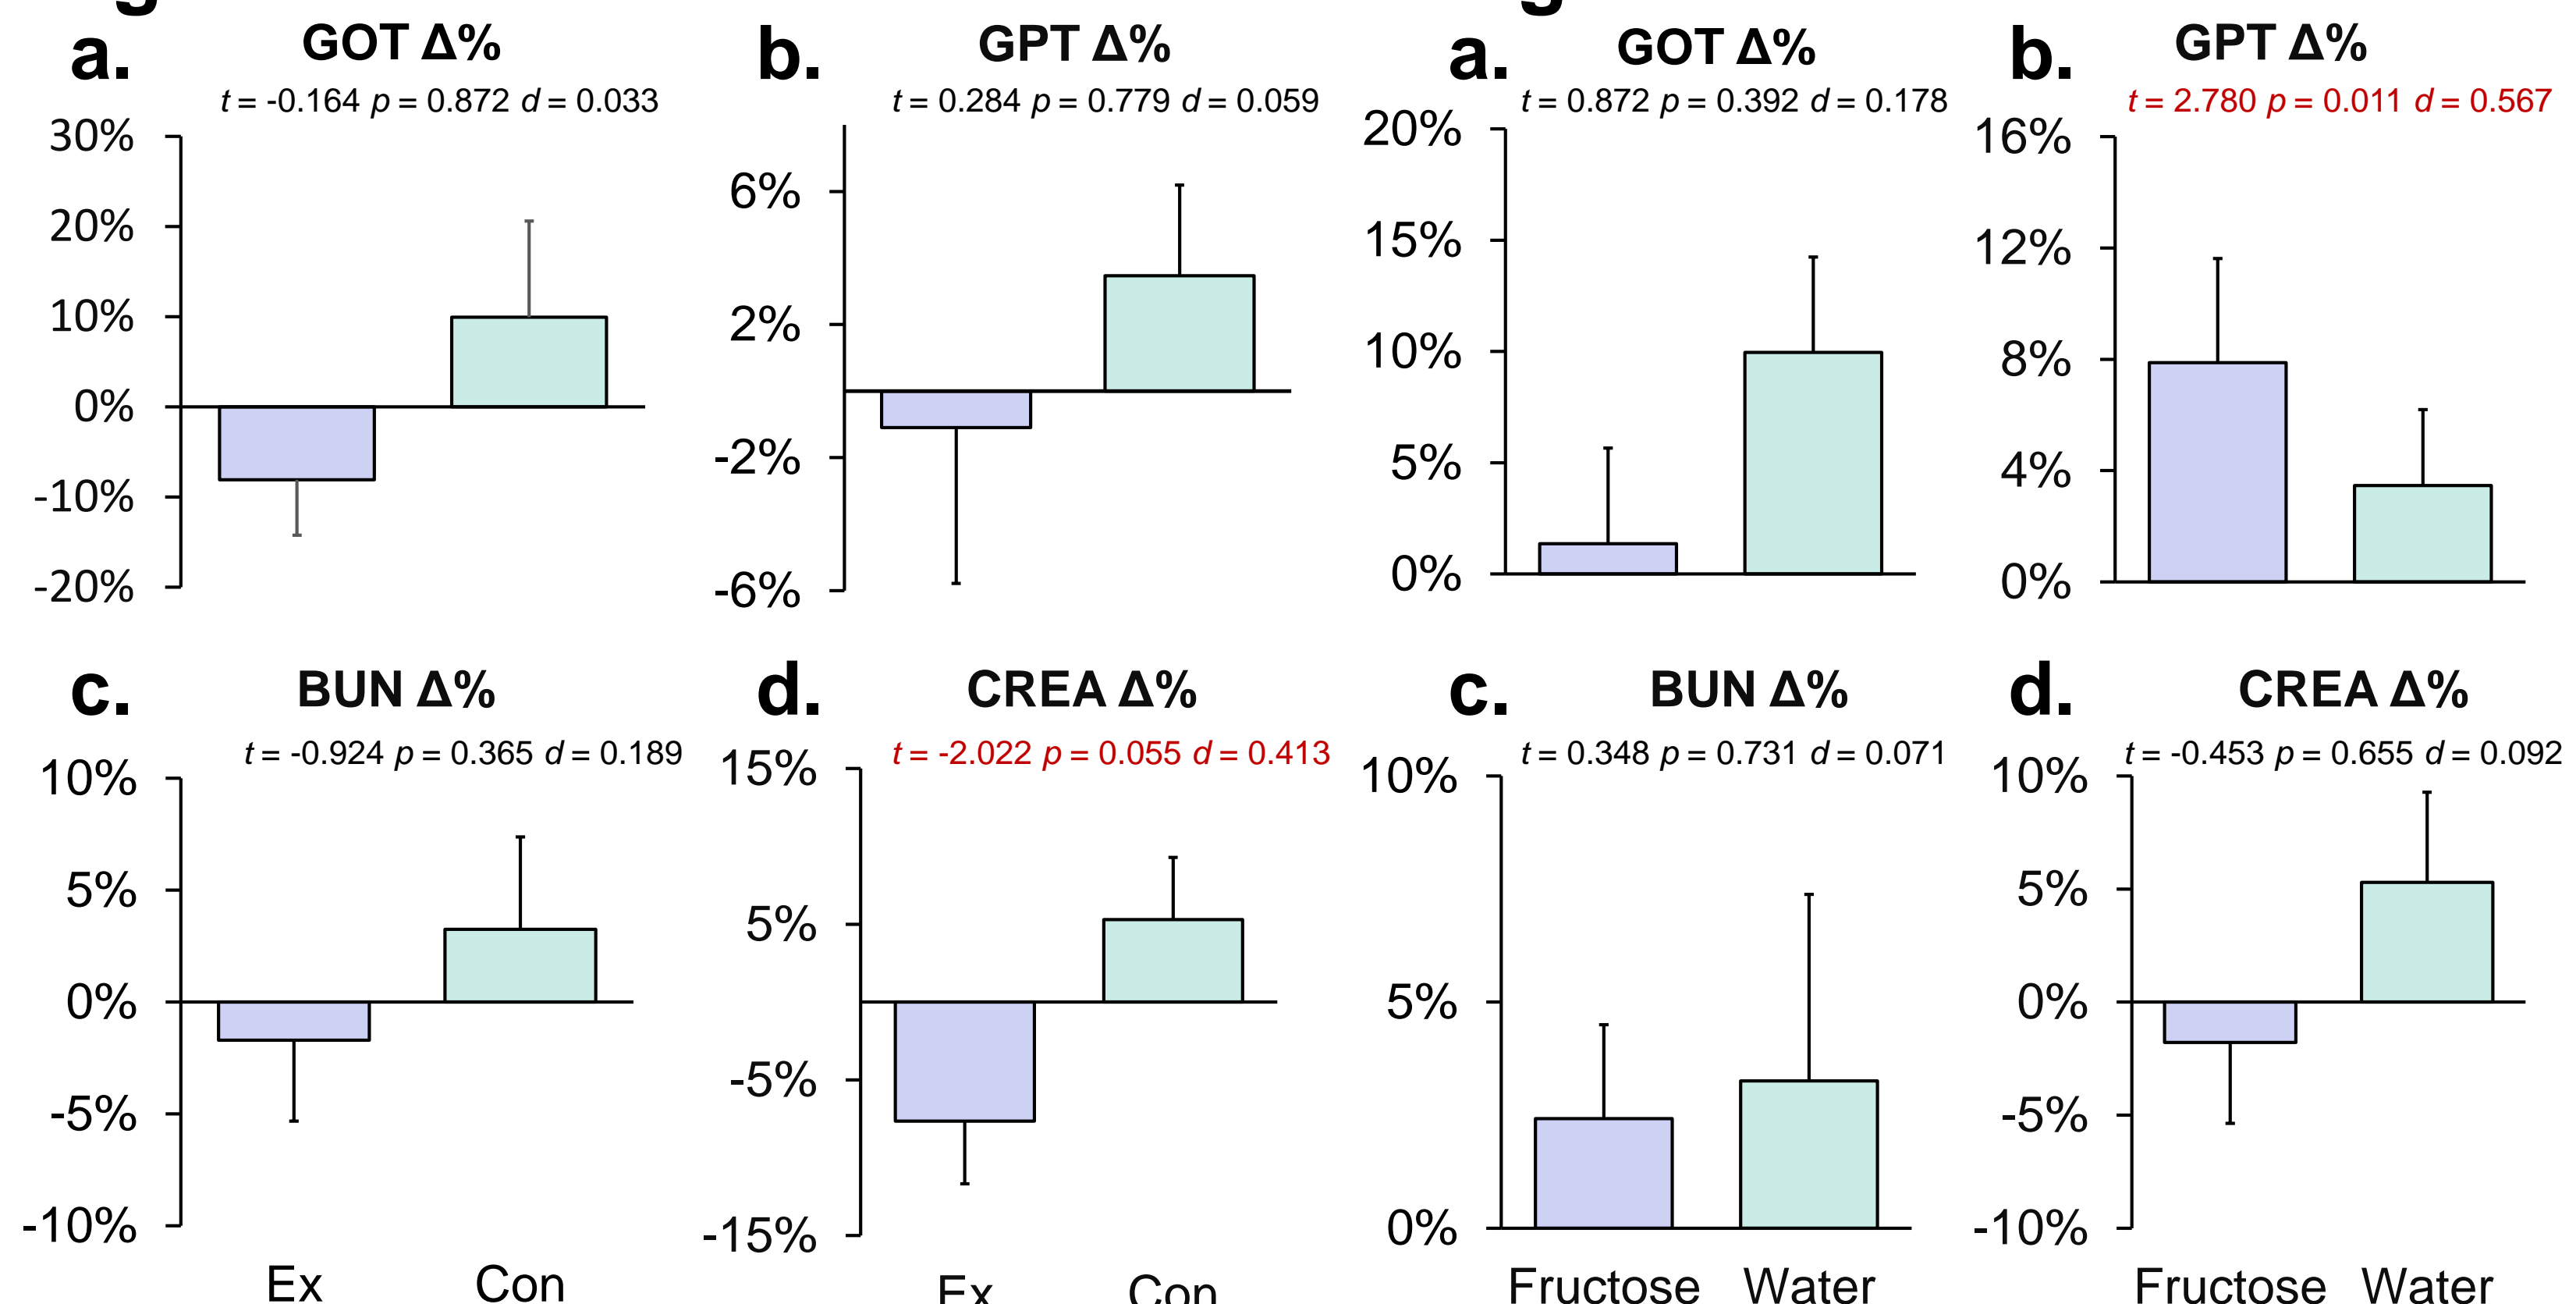 a. GOT Δ%
t = -0.164 p = 0.872 d = 0.033
30%
20%
10%
0%
-10%
-20%
b. GPT Δ%
t = 0.284 p = 0.779 d = 0.059
6%
2%
-2%
-6%
a. GOT Δ%
t = 0.872 p = 0.392 d = 0.178
20%
15%
10%
5%
0%
b. GPT Δ%
t = 2.780 p = 0.011 d = 0.567
16%
12%
8%
4%
0%
c. BUN Δ%
t = -0.924 p = 0.365 d = 0.189
10%
5%
0%
-5%
-10%
Ex Con
d. CREA Δ%
t = -2.022 p = 0.055 d = 0.413
15%
5%
-5%
-15%
Ex Con
c. BUN Δ%
t = 0.348 p = 0.731 d = 0.071
10%
5%
0%
Fructose Water
d. CREA Δ%
t = -0.453 p = 0.655 d = 0.092
10%
5%
0%
-5%
-10%
Fructose Water